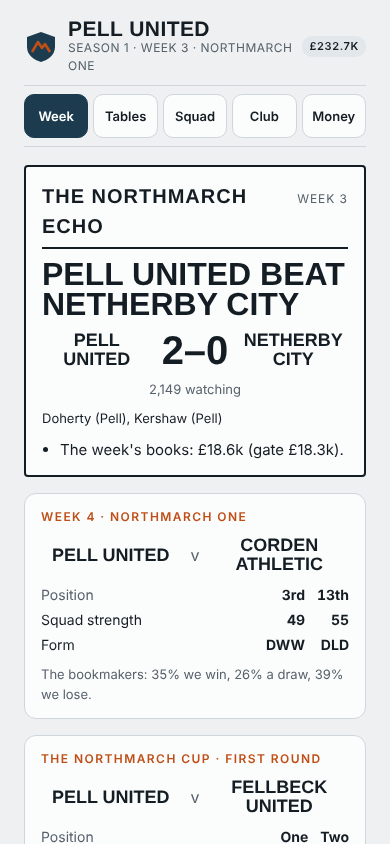 PELL UNITED
SEASON 1 · WEEK 3 · NORTHMARCH
ONE
£232.7K
Week
Tables
Squad
Club
Money
THE NORTHMARCH
ECHO
WEEK 3
PELL UNITED BEAT
NETHERBY CITY
PELL
UNITED
2–0
NETHERBY
CITY
2,149 watching
Doherty (Pell), Kershaw (Pell)
• The week's books: £18.6k (gate £18.3k).
WEEK 4 · NORTHMARCH ONE
PELL UNITED v CORDEN
ATHLETIC
Position 3rd 13th
Squad strength 49 55
Form DWW DLD
The bookmakers: 35% we win, 26% a draw, 39%
we lose.
THE NORTHMARCH CUP · FIRST ROUND
PELL UNITED v FELLBECK
UNITED
Position One Two